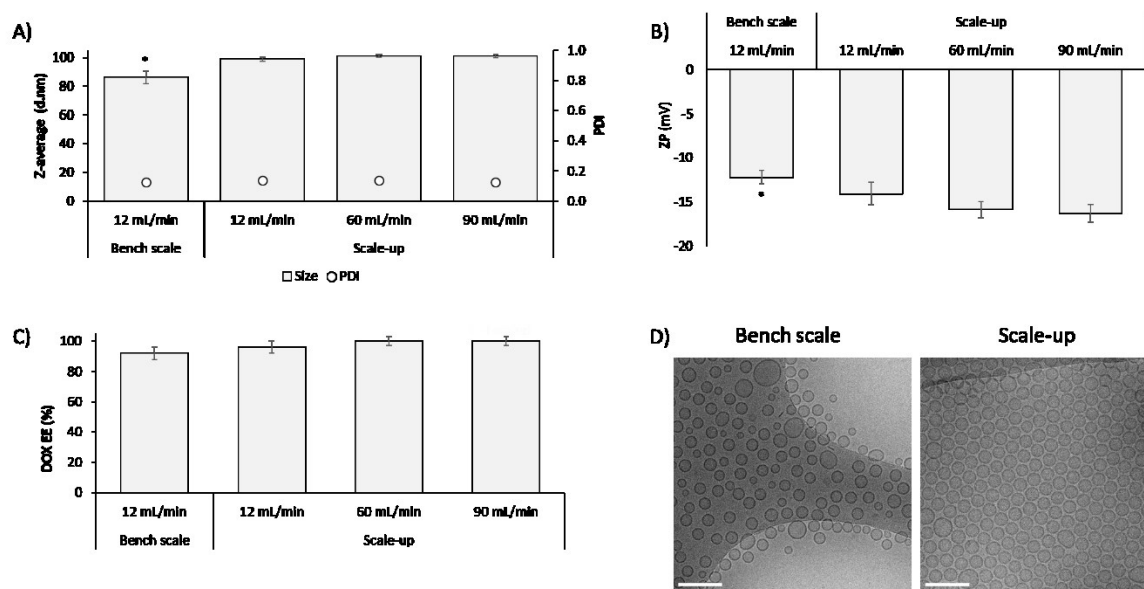 A)
Z-average (d.nm)
100
80
60
40
20
0
1.0
0.8
0.6
0.4
0.2
0.0
PDI
12 mL/min 12 mL/min 60 mL/min 90 mL/min
Bench scale Scale-up
Size PDI
B)
Bench scale Scale-up
12 mL/min 12 mL/min 60 mL/min 90 mL/min
ZP (mV)
0
-5
-10
-15
-20
C)
DOX EE (%)
100
80
60
40
20
0
12 mL/min 12 mL/min 60 mL/min 90 mL/min
Bench scale Scale-up
D)
Bench scale Scale-up